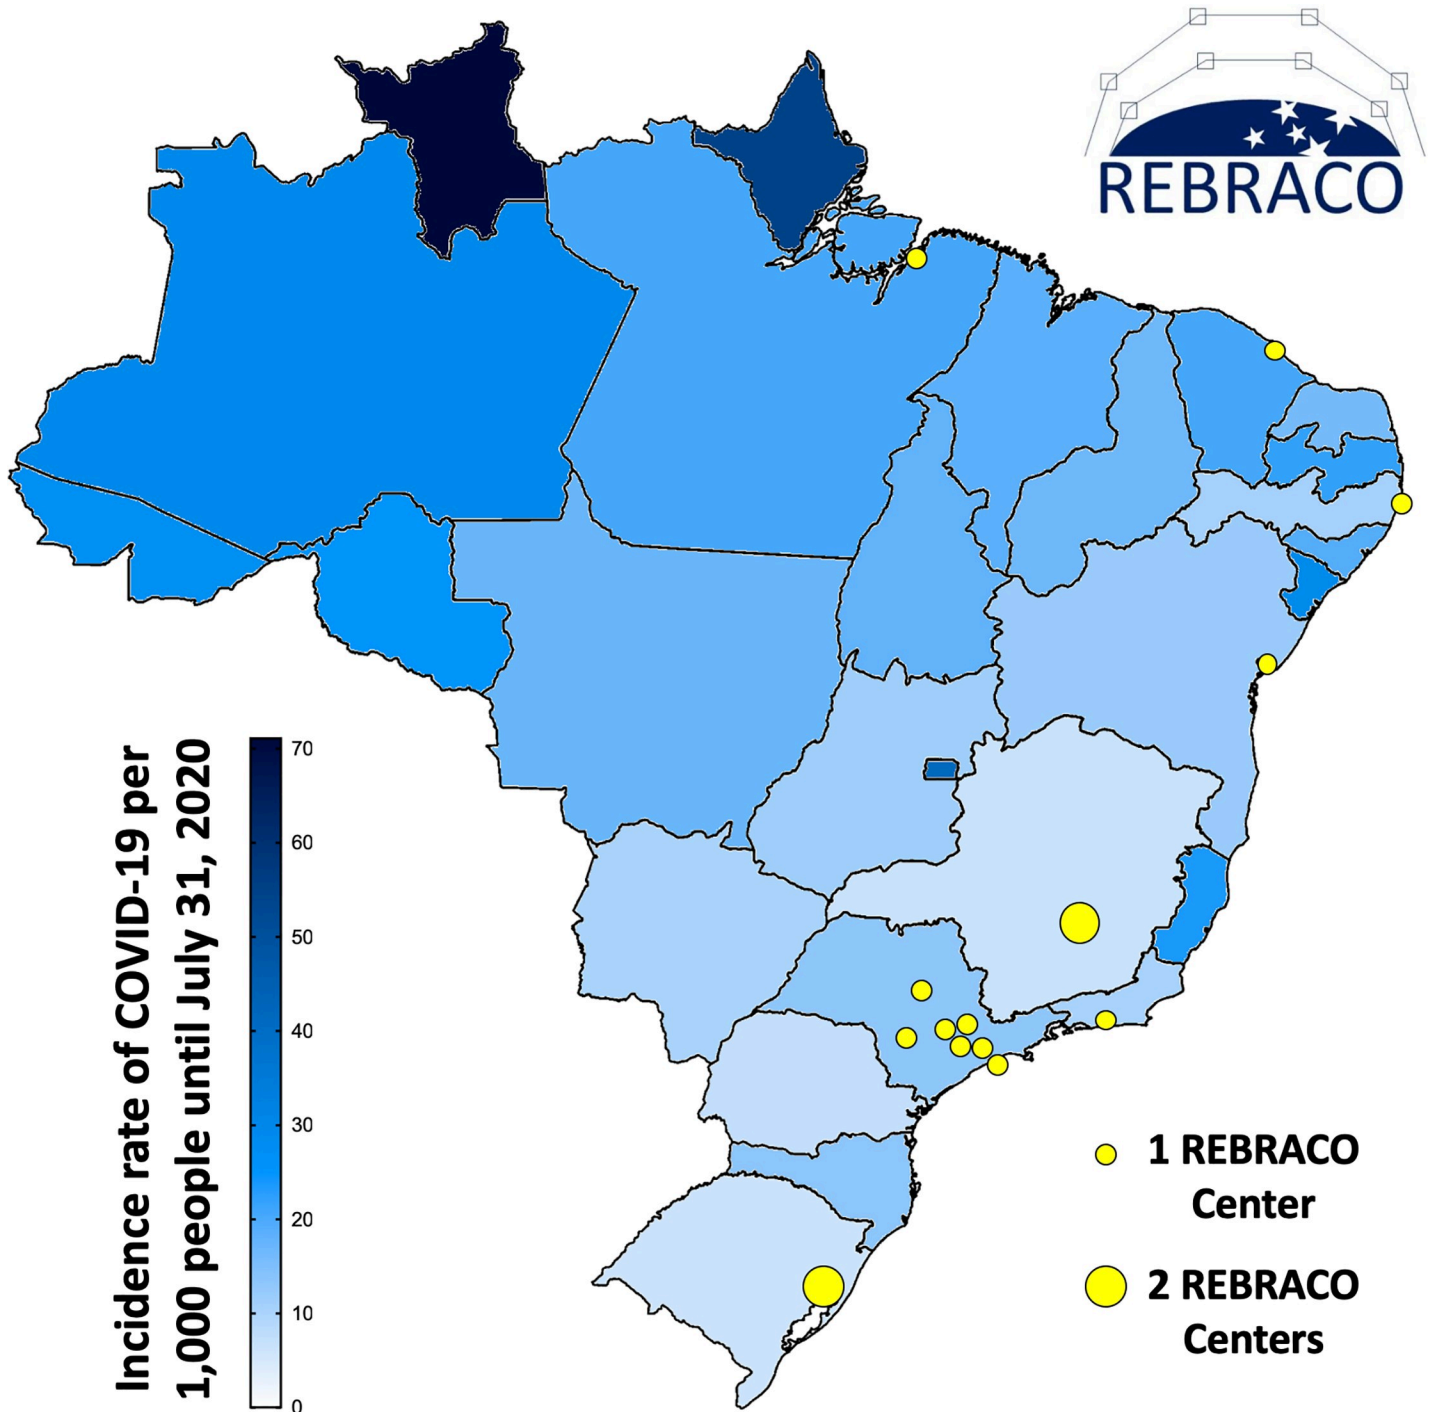 REBRACO
Incidence rate of COVID-19 per
1,000 people until July 31, 2020
70
60
50
40
30
20
10
0
1 REBRACO
Center
2 REBRACO
Centers